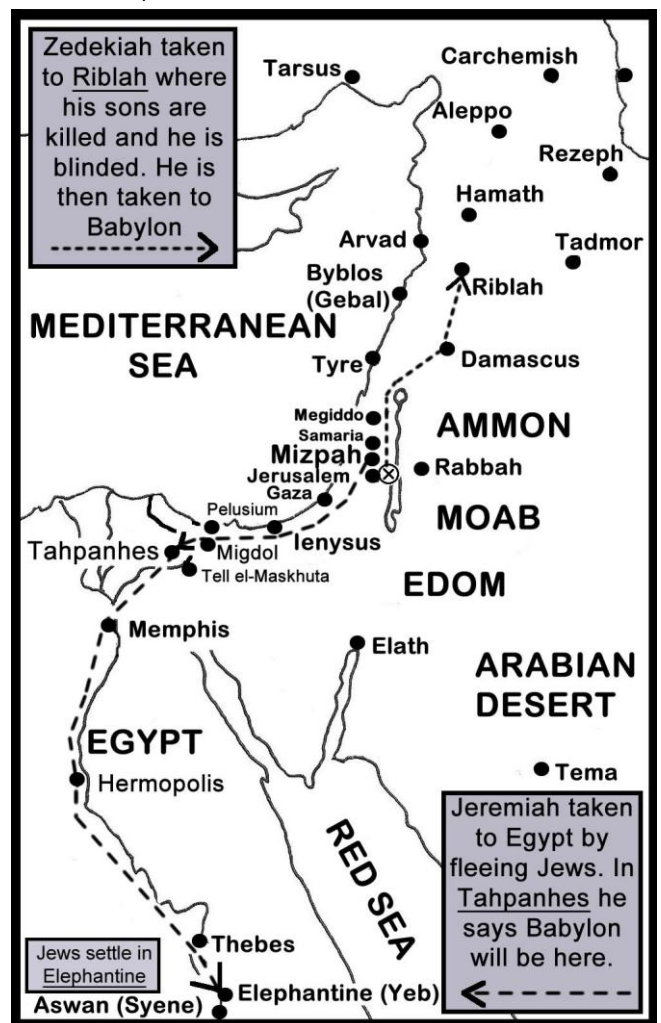 Zedekiah taken
to Riblah where
his sons are
killed and he is
blinded. He is
then taken to
Babylon
Tarsus
Carchemish
Aleppo
Rezeph
Hamath
Arvad
Tadmor
Byblos
(Gebal)
Riblah
MEDITERRANEAN
SEA
Tyre
Damascus
Megiddo
Samaria
Mizpah
Jerusalem
Gaza
AMMON
Rabbah
MOAB
Pelusium
Ienysus
Tahpanhes
Migdol
Tell el-Maskhuta
EDOM
Memphis
Elath
ARABIAN
DESERT
EGYPT
Hermopolis
Tema
RED SEA
Jeremiah taken
to Egypt by
fleeing Jews. In
Tahpanhes he
says Babylon
will be here.
Thebes
Jews settle in
Elephantine
Elephantine (Yeb)
Aswan (Syene)